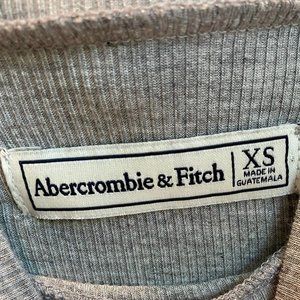 Abercrombie & Fitch
XS
MADE IN
GUATEMALA